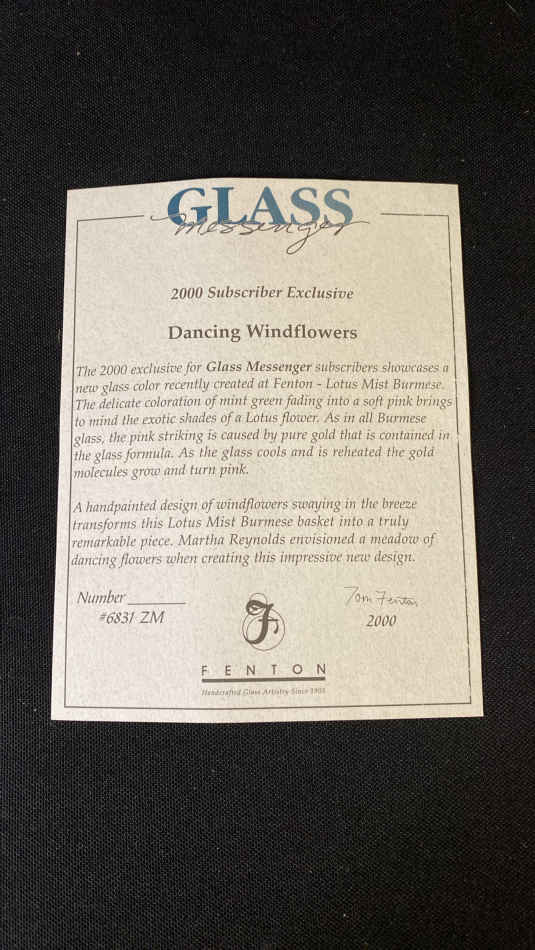 GLASS
messenger
2000 Subscriber Exclusive
Dancing Windflowers
The 2000 exclusive for Glass Messenger subscribers showcases a
new glass color recently created at Fenton - Lotus Mist Burmese.
The delicate coloration of mint green fading into a soft pink brings
to mind the exotic shades of a Lotus flower. As in all Burmese
glass, the pink striking is caused by pure gold that is contained in
the glass formula. As the glass cools and is reheated the gold
molecules grow and turn pink.
A handpainted design of windflowers swaying in the breeze
transforms this Lotus Mist Burmese basket into a truly
remarkable piece. Martha Reynolds envisioned a meadow of
dancing flowers when creating this impressive new design.
Number ________
#6831 ZM
Tom Fenton
2000
F
FENTON
Handcrafted Glass Artistry Since 1905